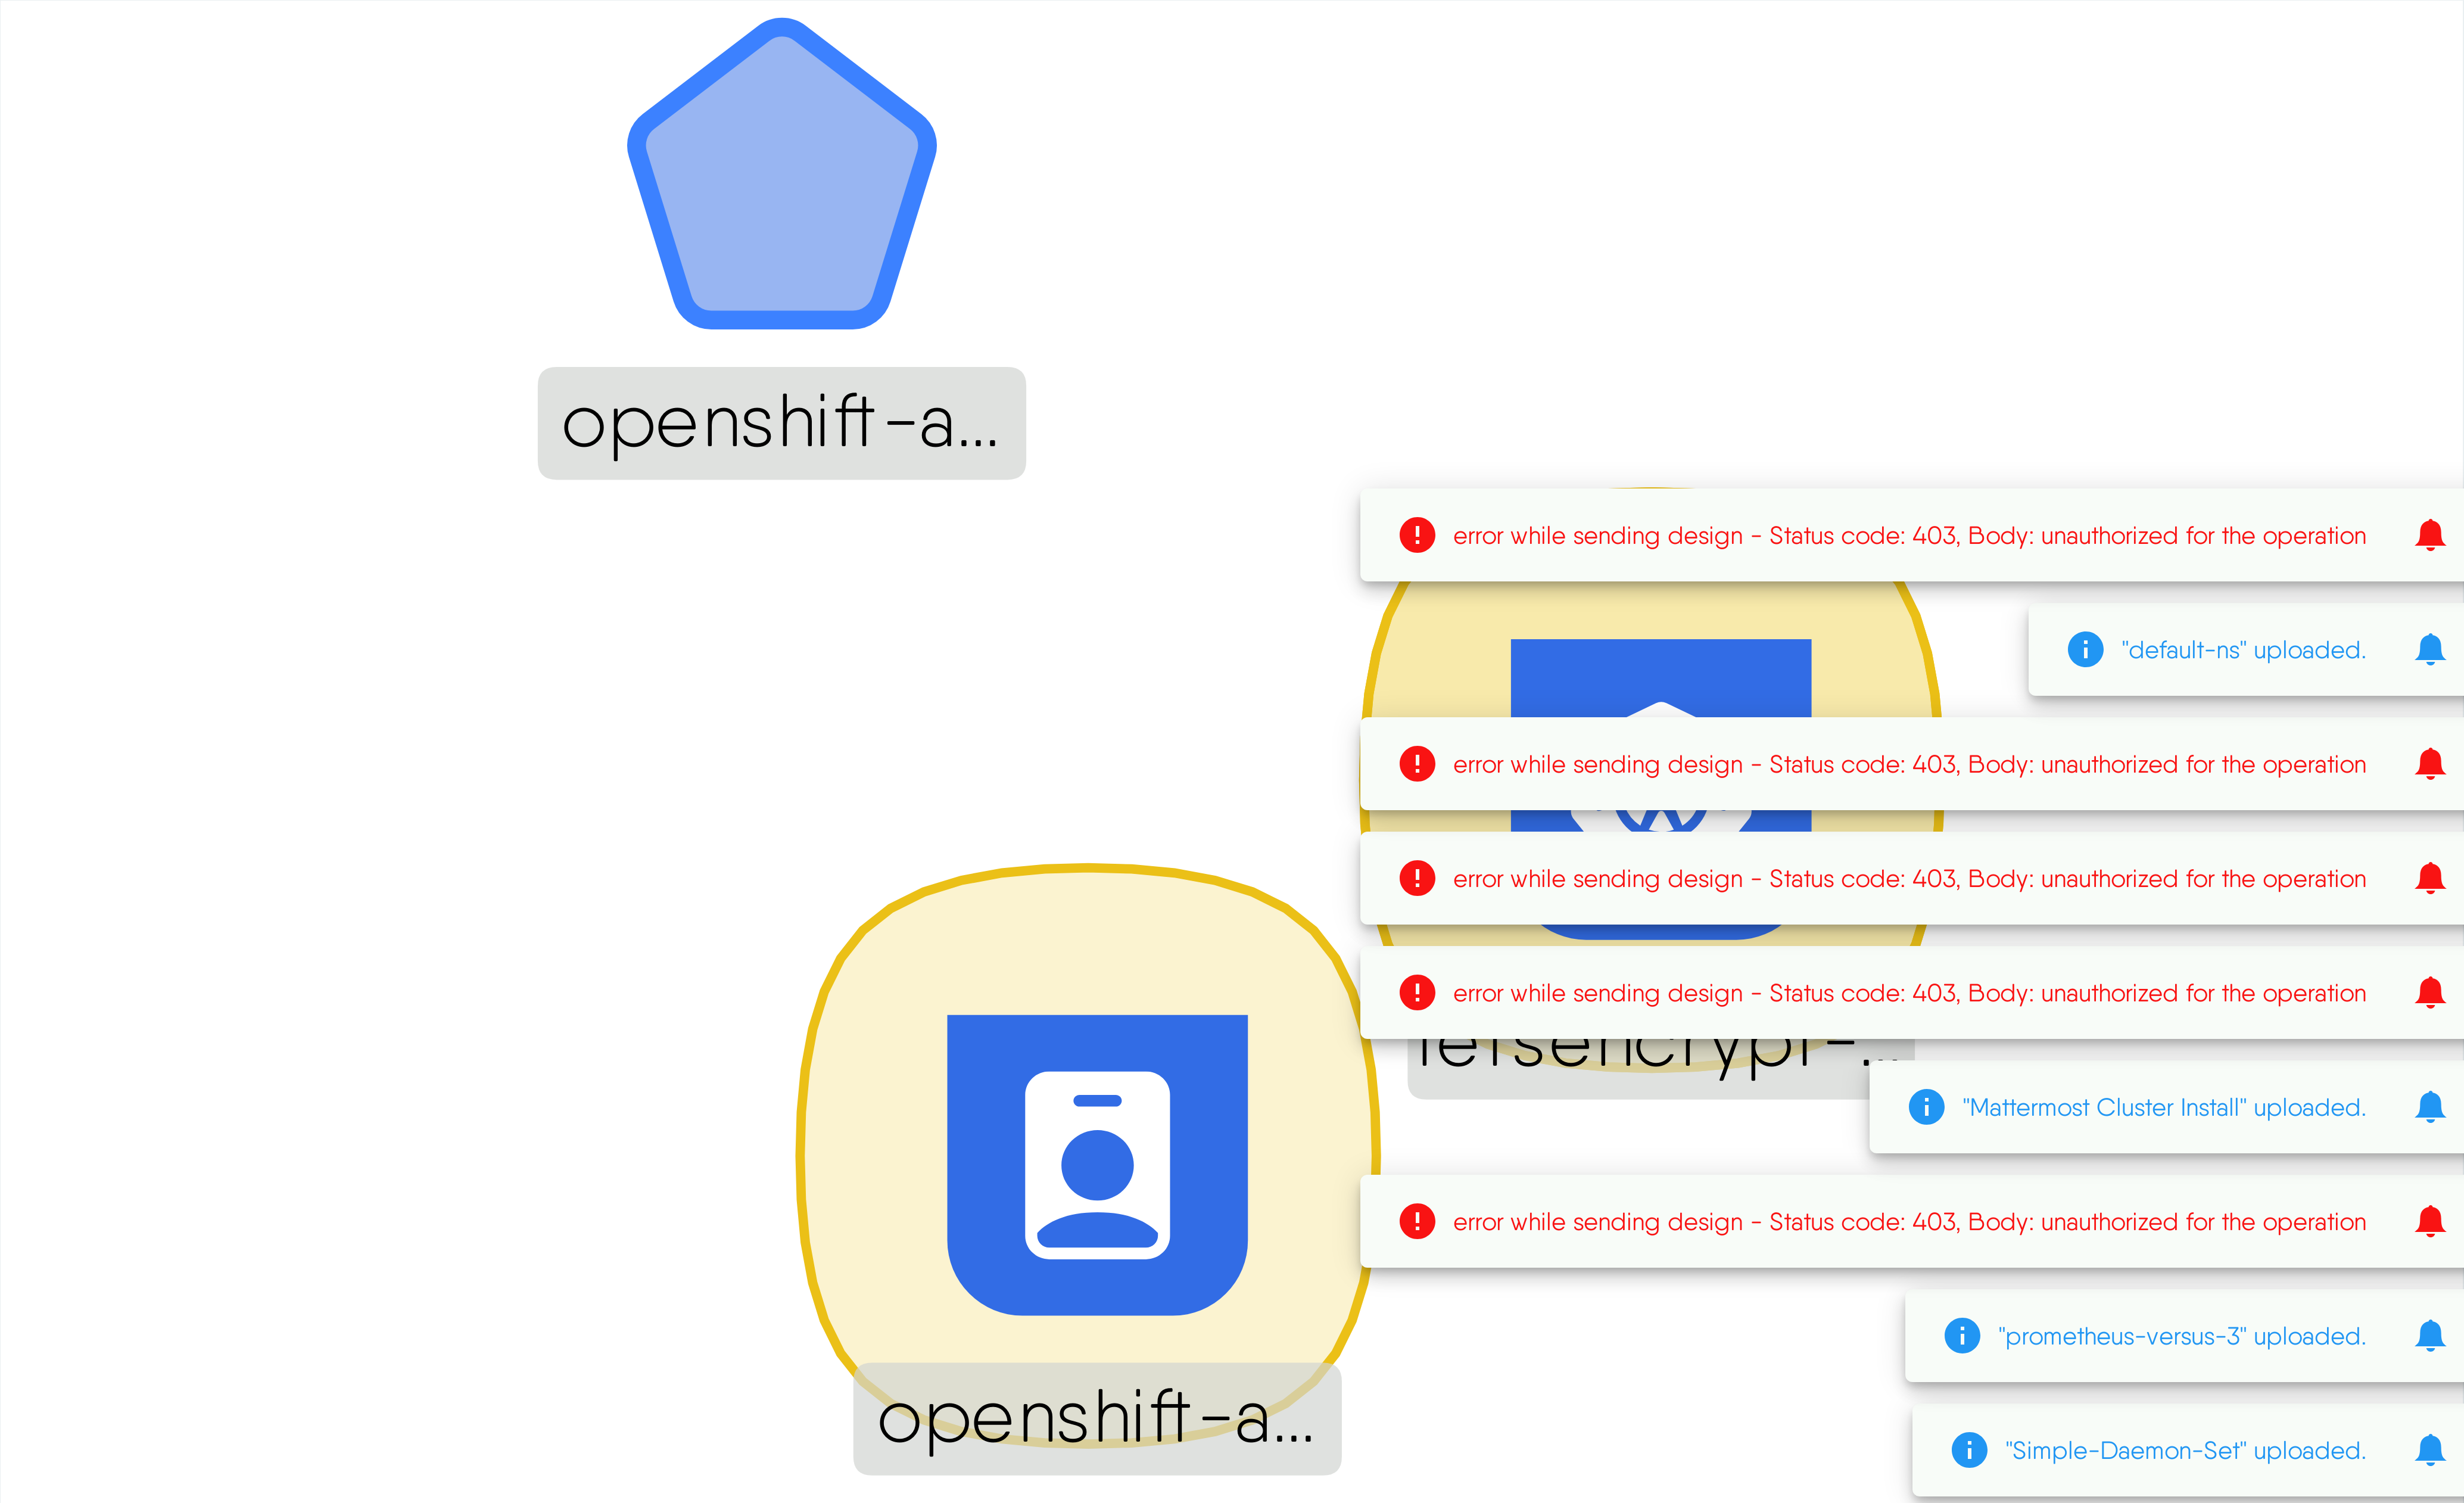 openshift-a...
error while sending design - Status code: 403, Body: unauthorized for the operation
"default-ns" uploaded.
error while sending design - Status code: 403, Body: unauthorized for the operation
error while sending design - Status code: 403, Body: unauthorized for the operation
error while sending design - Status code: 403, Body: unauthorized for the operation
letsencrypt-...
"Mattermost Cluster Install" uploaded.
error while sending design - Status code: 403, Body: unauthorized for the operation
"prometheus-versus-3" uploaded.
openshift-a...
"Simple-Daemon-Set" uploaded.